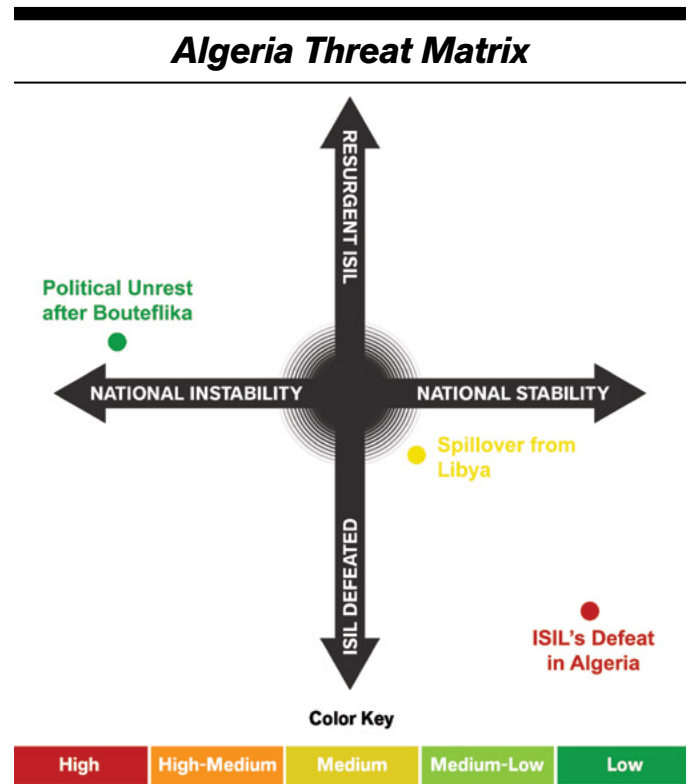 Algeria Threat Matrix
RESURGENT ISIL
Political Unrest
after Bouteflika
NATIONAL INSTABILITY
NATIONAL STABILITY
Spillover from
Libya
ISIL DEFEATED
ISIL's Defeat
in Algeria
Color Key
High
High-Medium
Medium
Medium-Low
Low